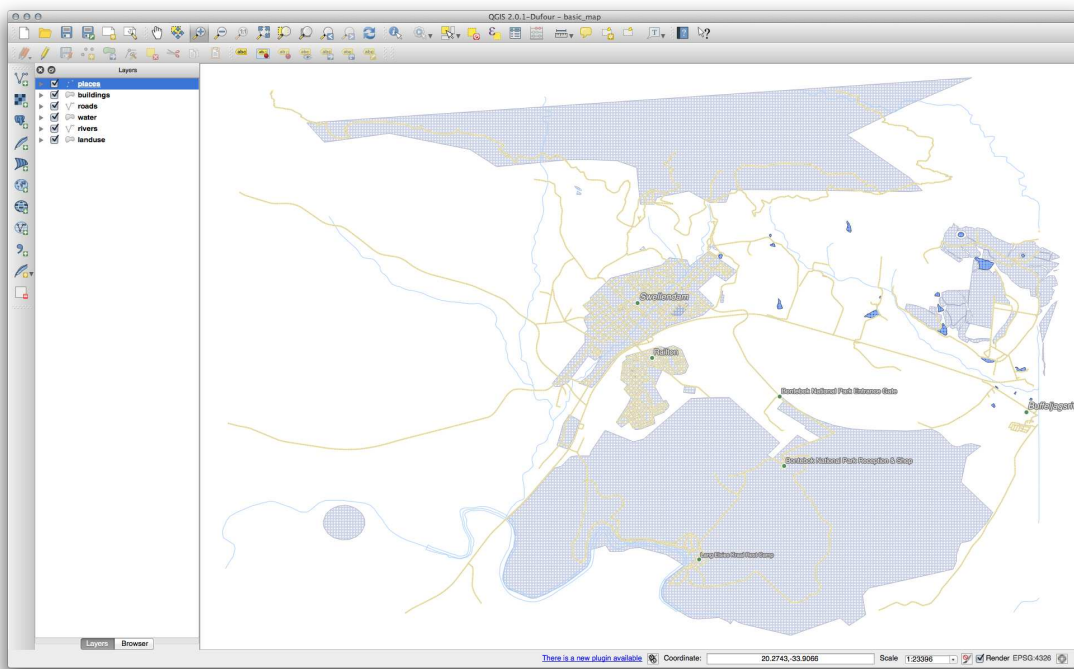 QGIS 2.0.1-Dufour - basic_map
Layers
places
buildings
roads
water
rivers
landuse
Swellendam
Railton
Bontebok National Park Entrance Gate
Bontebok National Park Reception & Shop
Lang Elsies Kraal Rest Camp
Buffeljagsri
Layers
Browser
There is a new plugin available
Coordinate:
20.2743,-33.9066
Scale
1:23396
Render
EPSG:4326